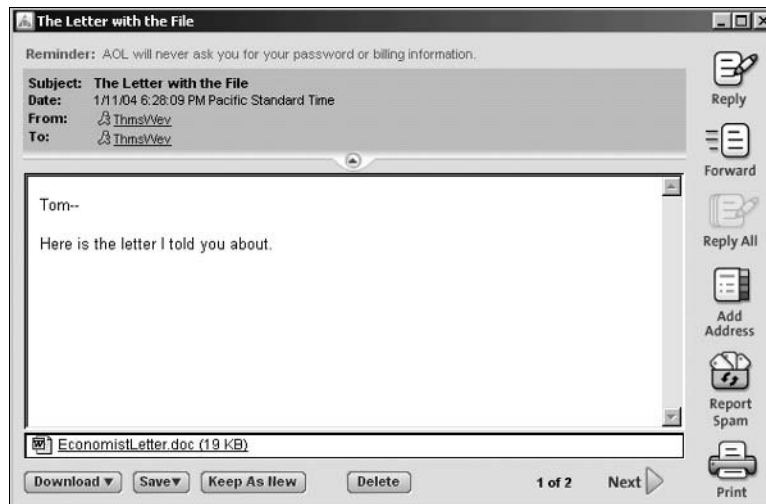 The Letter with the File
Reminder: AOL will never ask you for your password or billing information.
Subject: The Letter with the File
Date: 1/11/04 6:28:09 PM Pacific Standard Time
From: ThmsWev
To: ThmsWev
Reply
Forward
Reply All
Add
Address
Report
Spam
Print
Tom--
Here is the letter I told you about.
EconomistLetter.doc (19 KB)
Download Save Keep As New Delete 1 of 2 Next